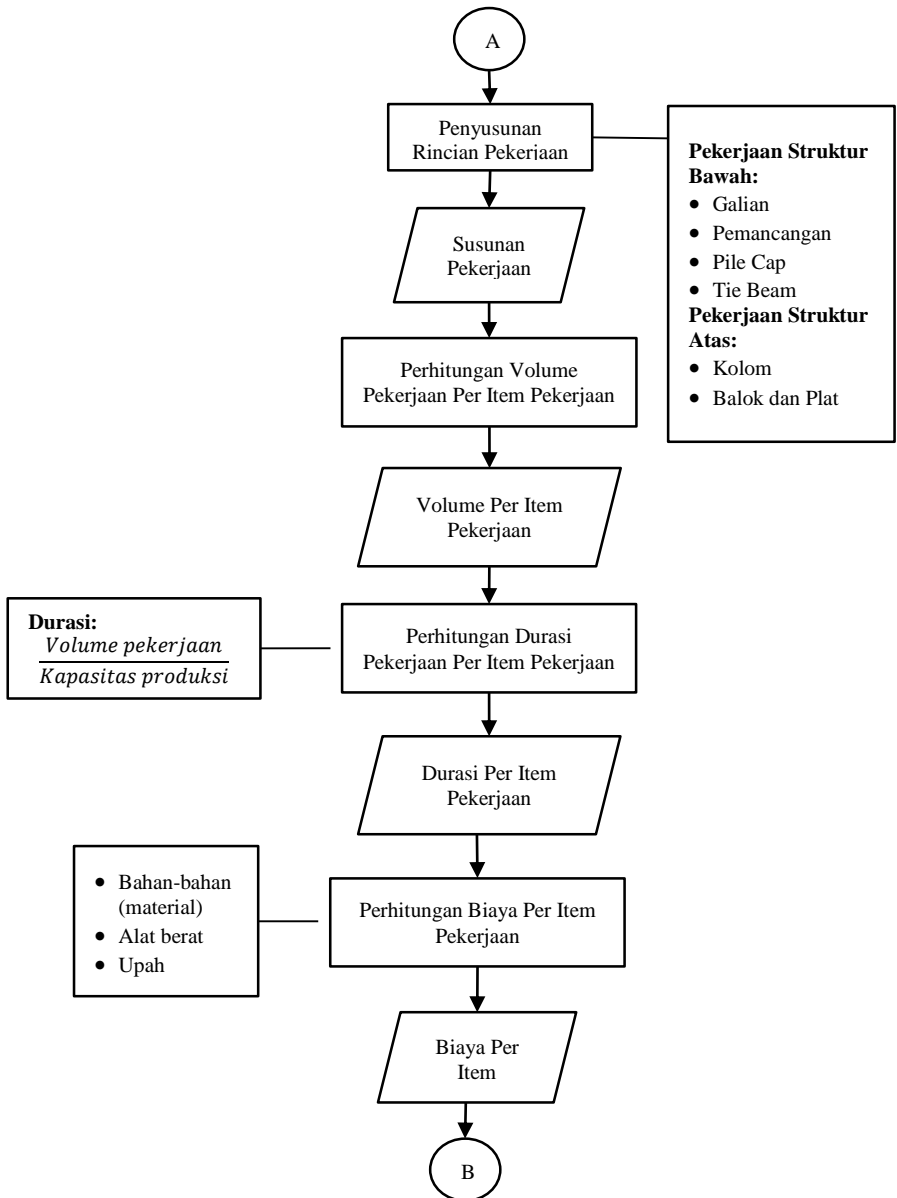 A
Penyusunan
Rincian Pekerjaan
Pekerjaan Struktur
Bawah:
• Galian
• Pemancangan
• Pile Cap
• Tie Beam
Pekerjaan Struktur
Atas:
• Kolom
• Balok dan Plat
Susunan
Pekerjaan
Perhitungan Volume
Pekerjaan Per Item Pekerjaan
Volume Per Item
Pekerjaan
Durasi:
Volume pekerjaan
Kapasitas produksi
Perhitungan Durasi
Pekerjaan Per Item Pekerjaan
Durasi Per Item
Pekerjaan
• Bahan-bahan
(material)
• Alat berat
• Upah
Perhitungan Biaya Per Item
Pekerjaan
Biaya Per
Item
B